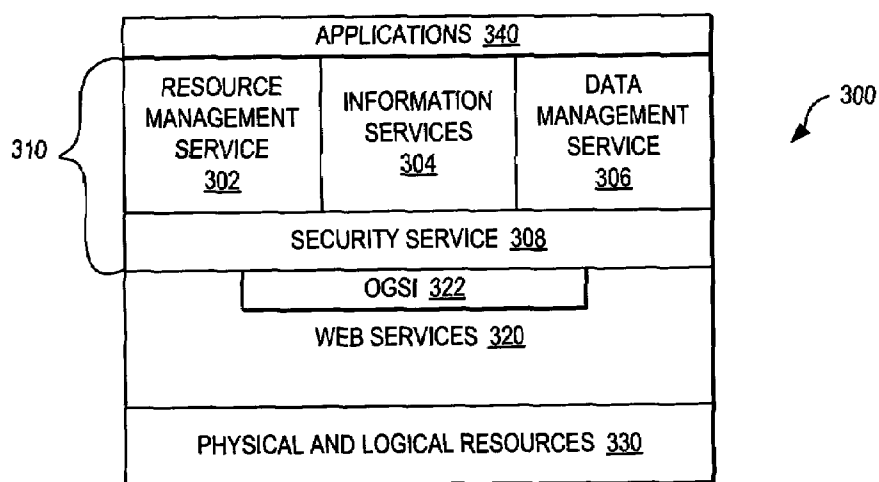 APPLICATIONS 340
RESOURCE
MANAGEMENT
SERVICE
302
INFORMATION
SERVICES
304
DATA
MANAGEMENT
SERVICE
306
300
310
SECURITY SERVICE 308
OGSI 322
WEB SERVICES 320
PHYSICAL AND LOGICAL RESOURCES 330